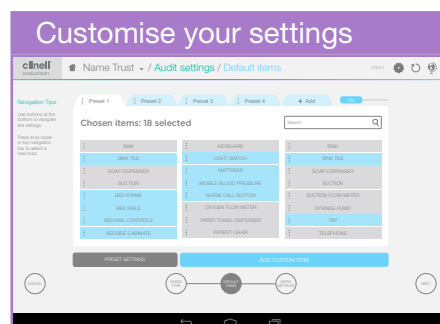 Customise your settings
clinell
evaluclean
Name Trust - / Audit settings / Default items
Navigation Tips
Use buttons at the bottom to navigate the settings.
Press trust name in top navigation bar to select a new trust.
Preset 1
Preset 2
Preset 3
Preset 4
+ Add
ON
Chosen items: 18 selected
Search
SINK
KEYBOARD
SINK
SINK TILE
LIGHT SWITCH
SINK TILE
SOAP DISPENSER
MATTRESS
SOAP DISPENSER
SUCTION
MOBILE BLOOD PRESSURE
SUCTION
BED FRAME
NURSE CALL BUTTON
SUCTION FLOW METER
BED RAILS
OXYGEN FLOW METER
SYRINGE PUMP
BED RAIL CONTROLS
PAPER TOWEL DISPENSER
TAP
BEDSIDE CABINATE
PATIENT CHAIR
TELEPHONE
PRESET SETTINGS
ADD CUSTOM ITEM
CANCEL
DEFAULT ITEMS
NEXT